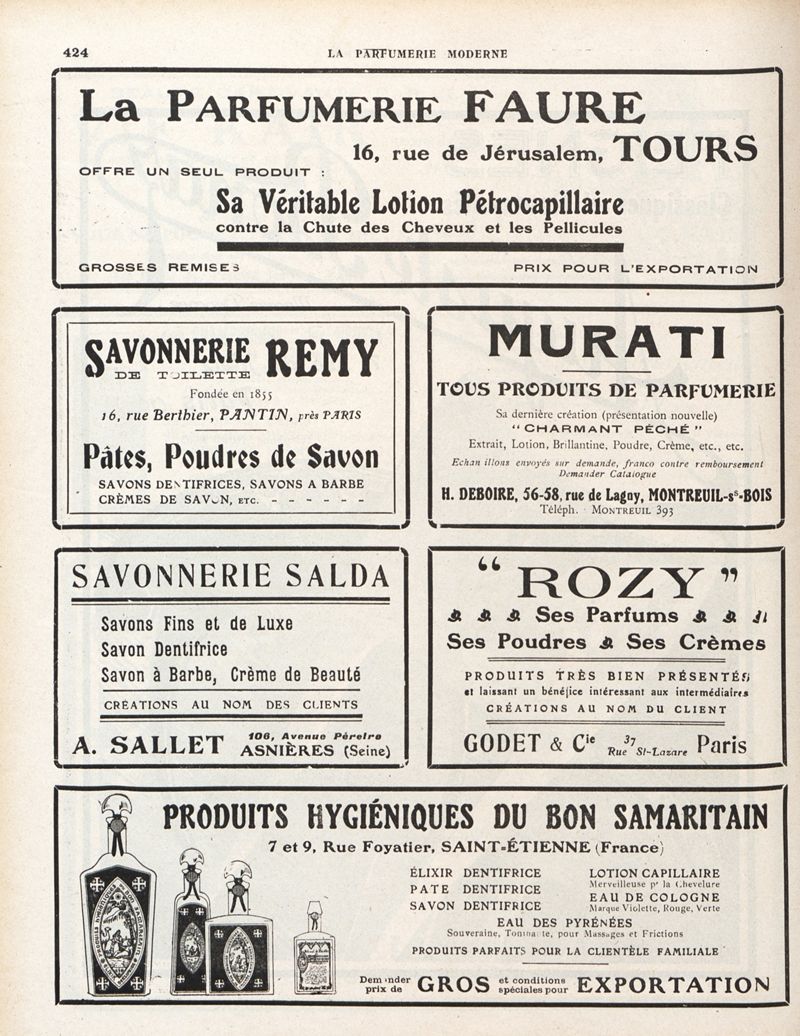 424
LA PARFUMERIE MODERNE
La PARFUMERIE FAURE
16, rue de Jérusalem, TOURS
OFFRE UN SEUL PRODUIT :
Sa Véritable Lotion Pétrocapillaire
contre la Chute des Cheveux et les Pellicules
GROSSES REMISES
PRIX POUR L'EXPORTATION
SAVONNERIE REMY
DE TOILETTE
Fondée en 1855
16, rue Berthier, PANTIN, près PARIS
Pâtes, Poudres de Savon
SAVONS DENTIFRICES, SAVONS A BARBE
CRÈMES DE SAVON, ETC. - - - - - -
MURATI
TOUS PRODUITS DE PARFUMERIE
Sa dernière création (présentation nouvelle)
“CHARMANT PÉCHÉ”
Extrait, Lotion, Brillantine, Poudre, Crème, etc., etc.
Echan illons envoyés sur demande, franco contre remboursement
Demander Catalogue
H. DEBOIRE, 56-58, rue de Lagny, MONTREUIL-sˢ-BOIS
Téléph. MONTREUIL 393
SAVONNERIE SALDA
Savons Fins et de Luxe
Savon Dentifrice
Savon à Barbe, Crème de Beauté
CRÉATIONS AU NOM DES CLIENTS
A. SALLET 106, Avenue Péreire
ASNIÈRES (Seine)
“ROZY”
Ses Parfums
Ses Poudres Ses Crèmes
PRODUITS TRÈS BIEN PRÉSENTÉS
et laissant un bénéfice intéressant aux intermédiaires
CRÉATIONS AU NOM DU CLIENT
GODET & Cie 37 Rue St-Lazare Paris
PRODUITS HYGIÉNIQUES DU BON SAMARITAIN
7 et 9, Rue Foyatier, SAINT-ÉTIENNE (France)
ÉLIXIR DENTIFRICE
PATE DENTIFRICE
SAVON DENTIFRICE
LOTION CAPILLAIRE
Merveilleuse pʳ la Chevelure
EAU DE COLOGNE
Marque Violette, Rouge, Verte
EAU DES PYRÉNÉES
Souveraine, Toninante, pour Massages et Frictions
PRODUITS PARFAITS POUR LA CLIENTÈLE FAMILIALE
Demander prix de GROS et conditions spéciales pour EXPORTATION